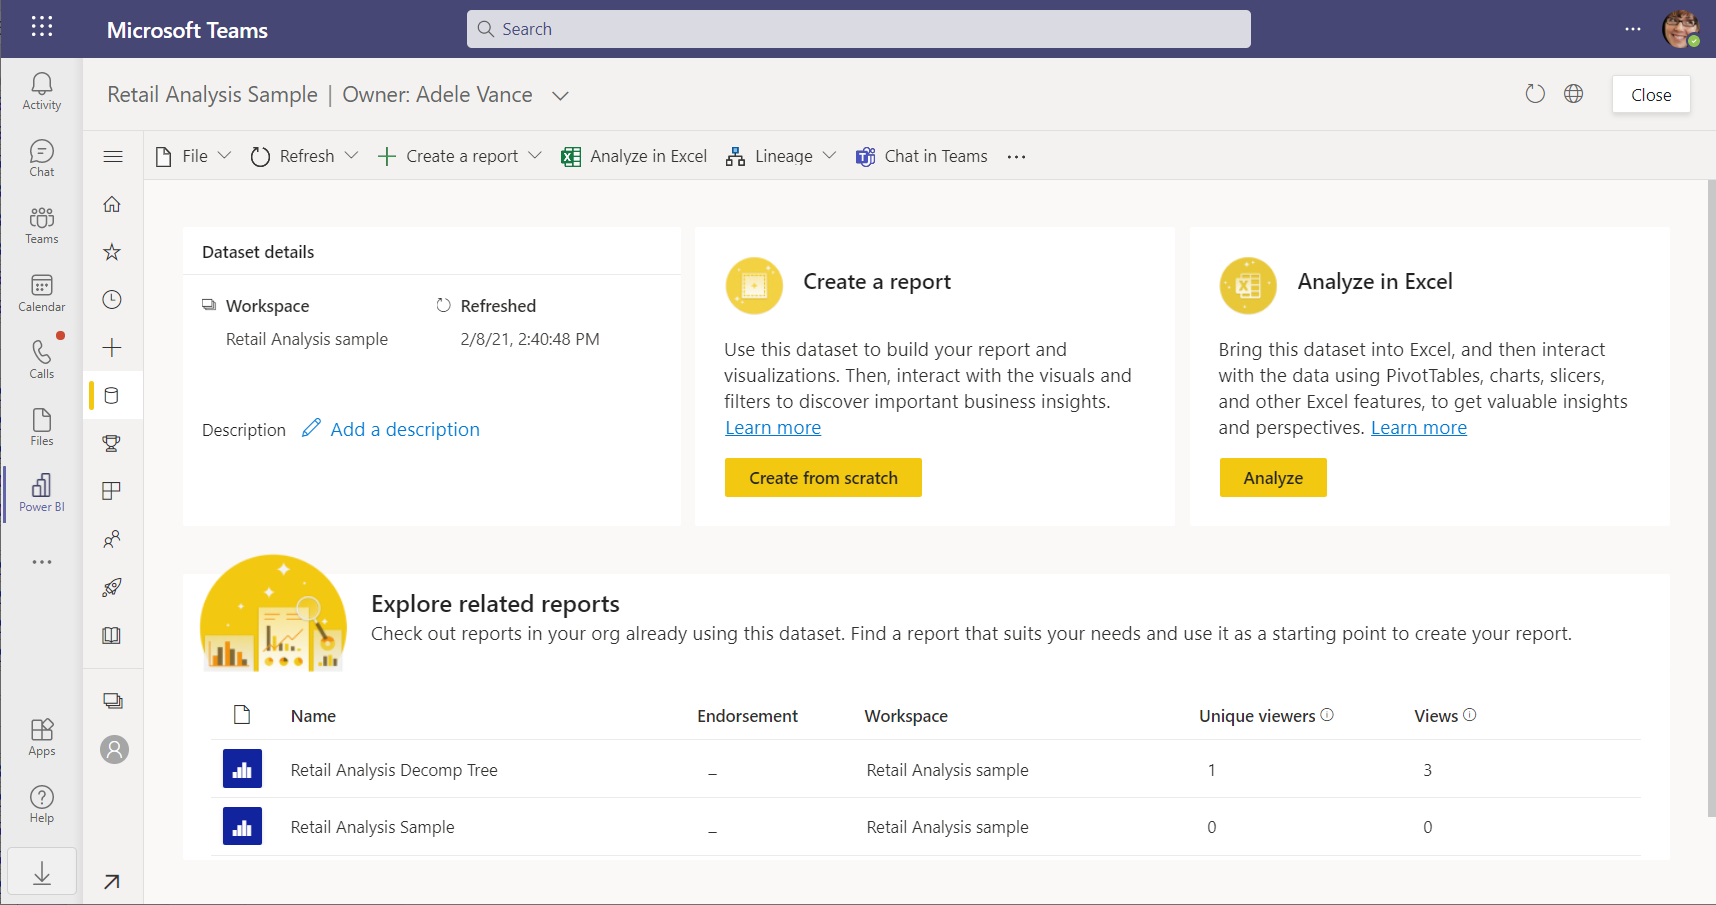 Microsoft Teams
Search
Activity
Chat
Teams
Calendar
Calls
Files
Power BI
Apps
Help
Retail Analysis Sample | Owner: Adele Vance
Close
File
Refresh
Create a report
Analyze in Excel
Lineage
Chat in Teams
Dataset details
Workspace
Retail Analysis sample
Refreshed
2/8/21, 2:40:48 PM
Description
Add a description
Create a report
Use this dataset to build your report and
visualizations. Then, interact with the visuals and
filters to discover important business insights.
Learn more
Create from scratch
Analyze in Excel
Bring this dataset into Excel, and then interact
with the data using PivotTables, charts, slicers,
and other Excel features, to get valuable insights
and perspectives. Learn more
Analyze
Explore related reports
Check out reports in your org already using this dataset. Find a report that suits your needs and use it as a starting point to create your report.
Name Endorsement Workspace Unique viewers Views
Retail Analysis Decomp Tree – Retail Analysis sample 1 3
Retail Analysis Sample – Retail Analysis sample 0 0